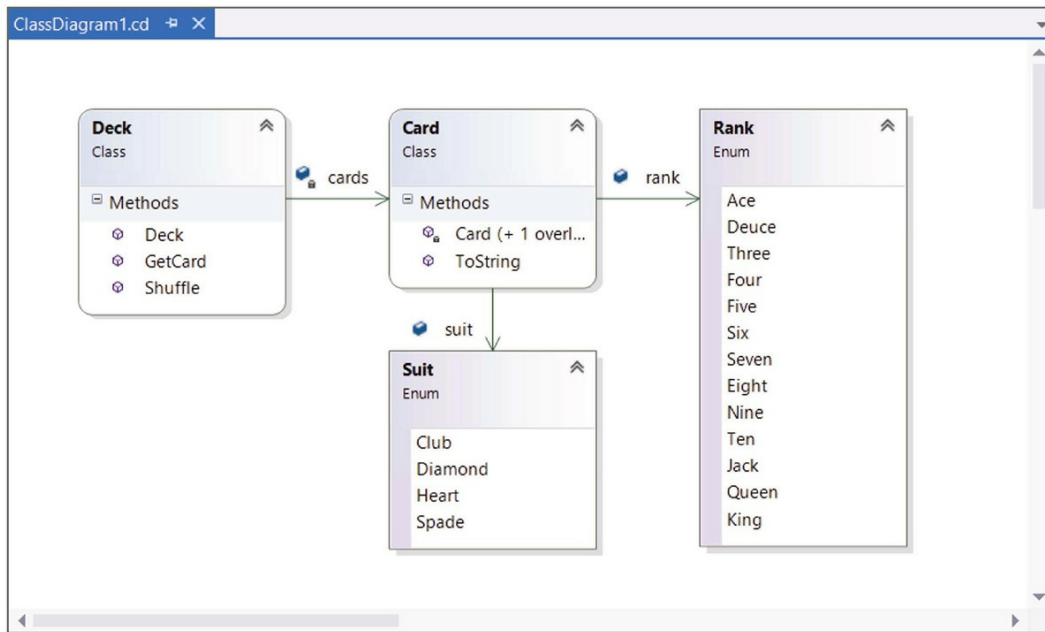 ClassDiagram1.cd
Deck
Class
Methods
Deck
GetCard
Shuffle
cards
Card
Class
Methods
Card (+ 1 overl...
ToString
rank
Rank
Enum
Ace
Deuce
Three
Four
Five
Six
Seven
Eight
Nine
Ten
Jack
Queen
King
suit
Suit
Enum
Club
Diamond
Heart
Spade